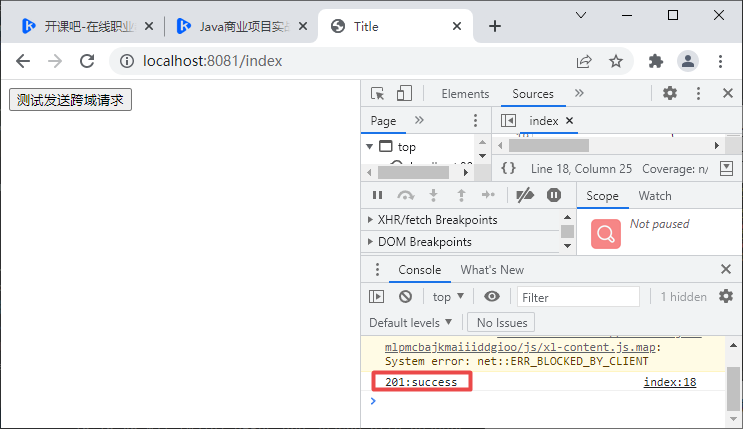 开课吧-在线职业
Java商业项目实战
Title
localhost:8081/index
测试发送跨域请求
Elements
Sources
Page
index
top
Line 18, Column 25
Coverage: n/
XHR/fetch Breakpoints
DOM Breakpoints
Scope
Watch
Not paused
Console
What's New
top
Filter
1 hidden
Default levels
No Issues
mlpmcbajkmaiiiddgioo/js/xl-content.js.map:
System error: net::ERR_BLOCKED_BY_CLIENT
201:success
index:18